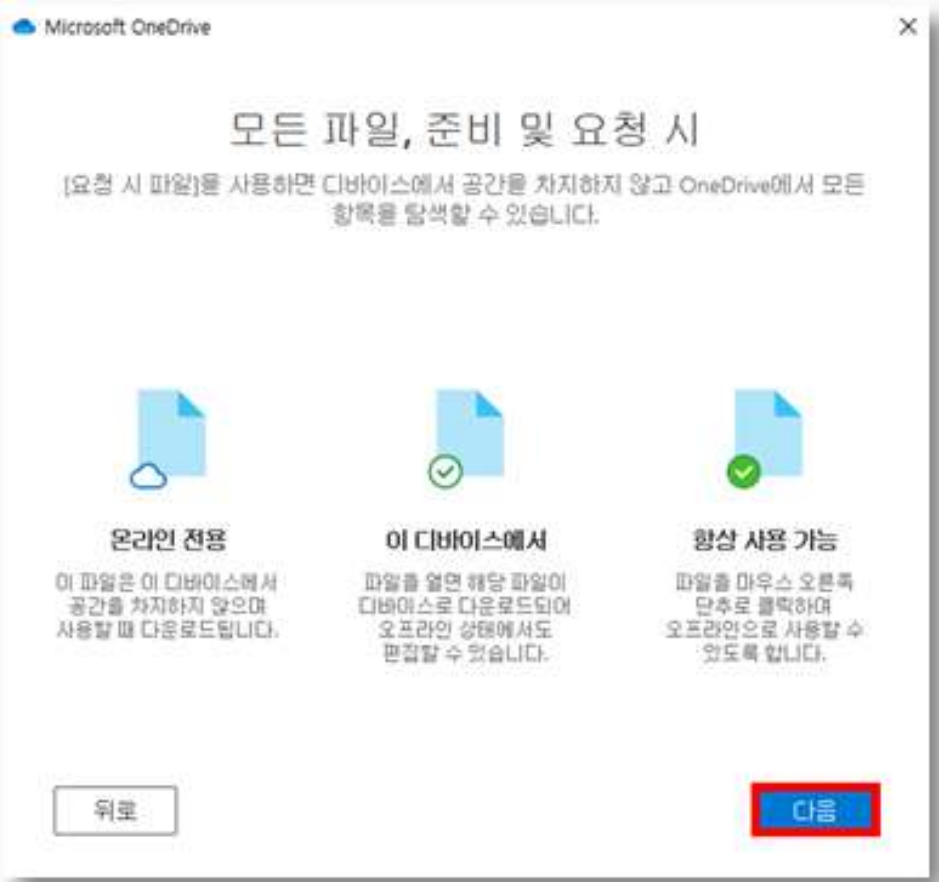 Microsoft OneDrive
모든 파일, 준비 및 요청 시
[요청 시 파일]을 사용하면 디바이스에서 공간을 차지하지 않고 OneDrive에서 모든
항목을 탐색할 수 있습니다.
온라인 전용
이 파일은 이 디바이스에서
공간을 차지하지 않으며
사용할 때 다운로드됩니다.
이 디바이스에서
파일을 열면 해당 파일이
디바이스로 다운로드되어
오프라인 상태에서도
편집할 수 있습니다.
항상 사용 가능
파일을 마우스 오른쪽
단추로 클릭하여
오프라인으로 사용할 수
있도록 합니다.
뒤로
다음